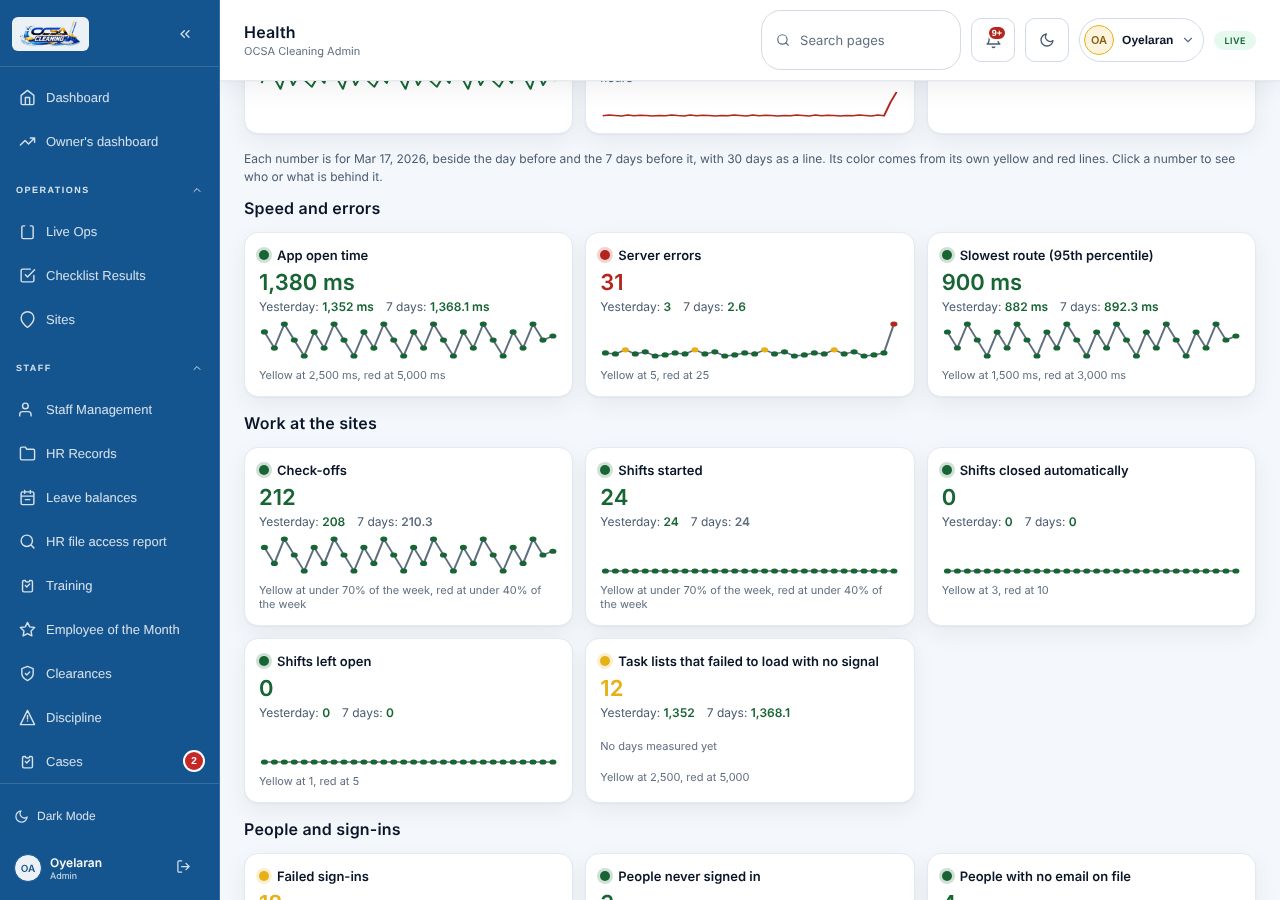 OCSA
CLEANING
Health
OCSA Cleaning Admin
Search pages
9+
OA
Oyelaran
LIVE
Dashboard
Owner's dashboard
OPERATIONS
Live Ops
Checklist Results
Sites
STAFF
Staff Management
HR Records
Leave balances
HR file access report
Training
Employee of the Month
Clearances
Discipline
Cases
2
Dark Mode
OA
Oyelaran
Admin
hours
Each number is for Mar 17, 2026, beside the day before and the 7 days before it, with 30 days as a line. Its color comes from its own yellow and red lines. Click a number to see
who or what is behind it.
Speed and errors
App open time
1,380 ms
Yesterday: 1,352 ms 7 days: 1,368.1 ms
Yellow at 2,500 ms, red at 5,000 ms
Server errors
31
Yesterday: 3 7 days: 2.6
Yellow at 5, red at 25
Slowest route (95th percentile)
900 ms
Yesterday: 882 ms 7 days: 892.3 ms
Yellow at 1,500 ms, red at 3,000 ms
Work at the sites
Check-offs
212
Yesterday: 208 7 days: 210.3
Yellow at under 70% of the week, red at under 40% of
the week
Shifts started
24
Yesterday: 24 7 days: 24
Yellow at under 70% of the week, red at under 40% of
the week
Shifts closed automatically
0
Yesterday: 0 7 days: 0
Yellow at 3, red at 10
Shifts left open
0
Yesterday: 0 7 days: 0
Yellow at 1, red at 5
Task lists that failed to load with no signal
12
Yesterday: 1,352 7 days: 1,368.1
No days measured yet
Yellow at 2,500, red at 5,000
People and sign-ins
Failed sign-ins
People never signed in
People with no email on file